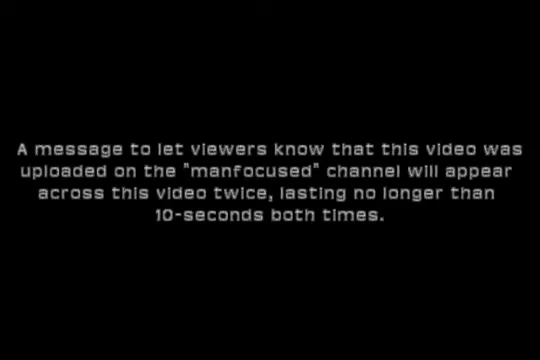 A message to let viewers know that this video was
uploaded on the "manfocused" channel will appear
across this video twice, lasting no longer than
10-seconds both times.